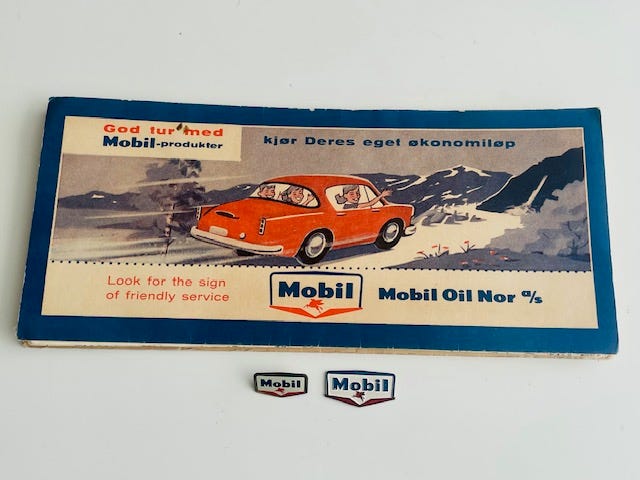 God tur med
Mobil-produkter
kjør Deres eget økonomiløp
Look for the sign
of friendly service
Mobil
Mobil Oil Nor a/s
Mobil
Mobil